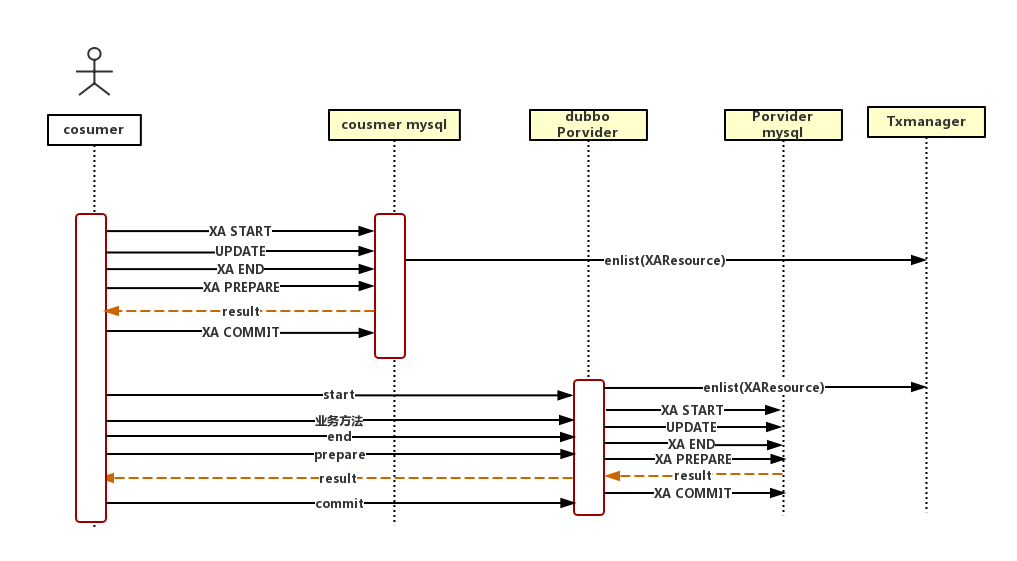 cosumer
cousmer mysql
dubbo
Porvider
Porvider
mysql
Txmanager
XA START
UPDATE
enlist(XAResource)
XA END
XA PREPARE
result
XA COMMIT
enlist(XAResource)
start
XA START
业务方法
UPDATE
end
XA END
prepare
XA PREPARE
result
result
XA COMMIT
commit